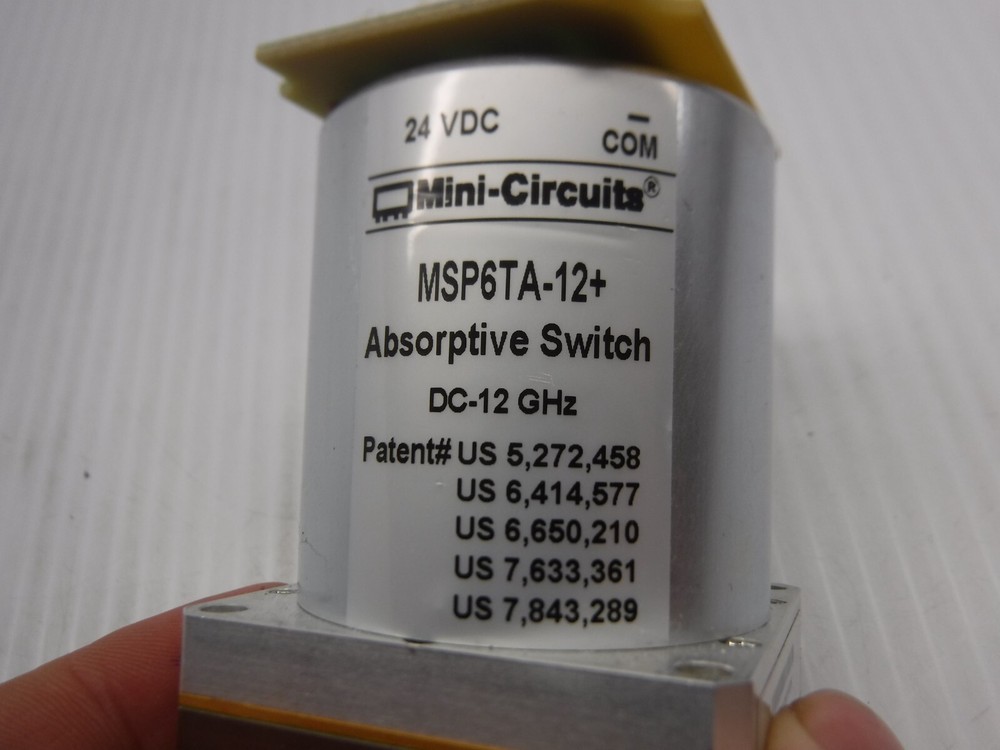 24 VDC
–
COM
Mini-Circuits®
MSP6TA-12+
Absorptive Switch
DC-12 GHz
Patent# US 5,272,458
US 6,414,577
US 6,650,210
US 7,633,361
US 7,843,289